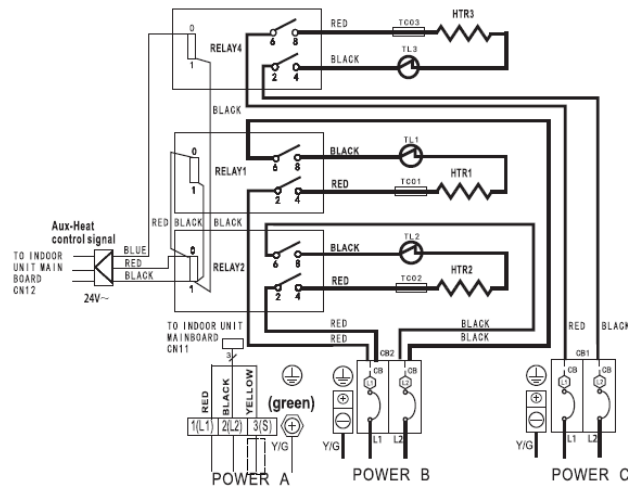 0
RELAY4
1
6 8
2 4
RED
TCO3
HTR3
BLACK
TL3
BLACK
0
RELAY1
1
6 8
2 4
BLACK
TL1
RED
TCO1
HTR1
RED BLACK BLACK
0
RELAY2
1
6 8
2 4
BLACK
TL2
RED
TCO2
HTR2
Aux-Heat
control signal
TO INDOOR
UNIT MAIN
BOARD
CN12
BLUE
RED
BLACK
24V~
TO INDOOR UNIT
MAINBOARD
CN11
3
RED
BLACK
YELLOW
(green)
1(L1) 2(L2) 3(S)
Y/G
POWER A
RED
RED
BLACK
BLACK
CB2
CB CB
L1 L2
Y/G
L1 L2
POWER B
RED
BLACK
CB1
CB CB
L1 L2
Y/G
L1 L2
POWER C